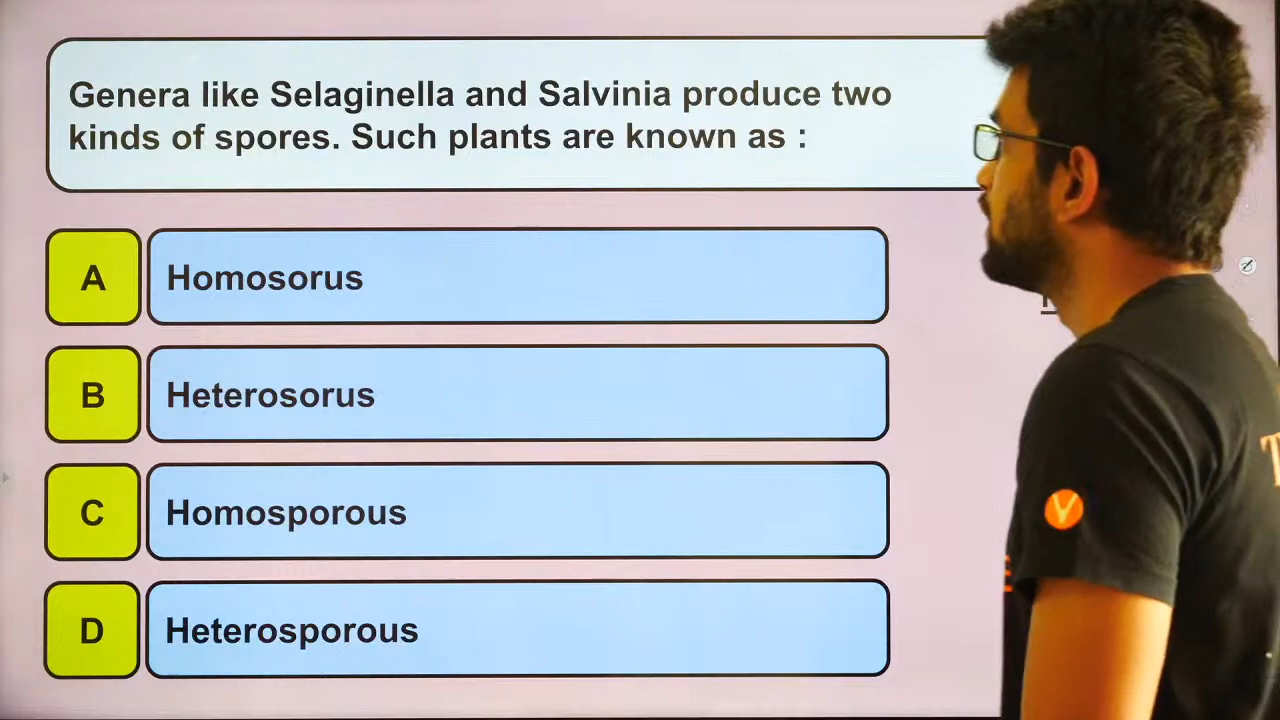 Genera like Selaginella and Salvinia produce two
kinds of spores. Such plants are known as :
A Homosorus
B Heterosorus
C Homosporous
D Heterosporous